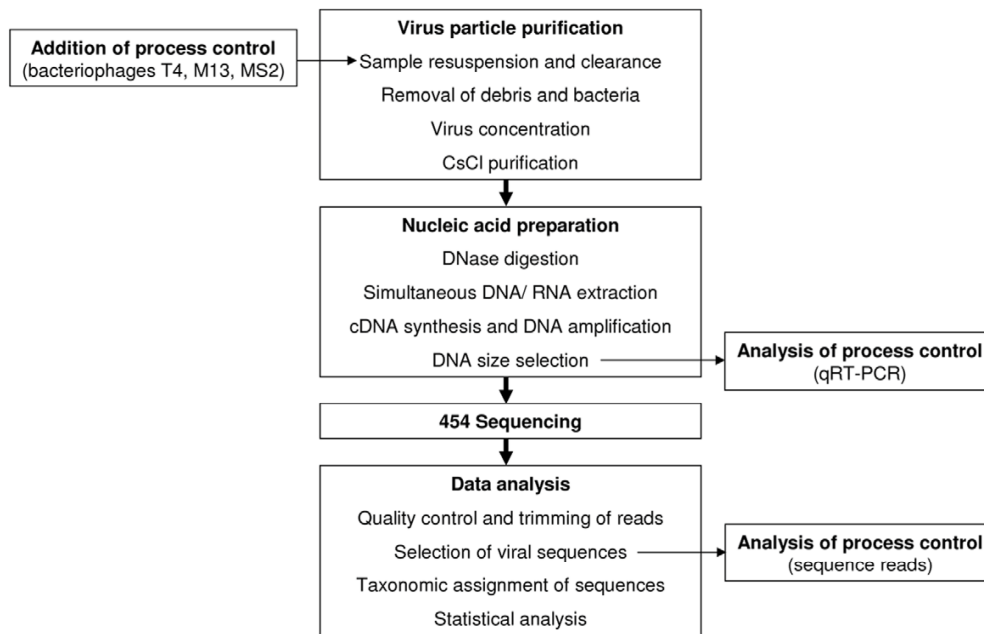 Virus particle purification
Addition of process control
(bacteriophages T4, M13, MS2)
Sample resuspension and clearance
Removal of debris and bacteria
Virus concentration
CsCl purification
Nucleic acid preparation
DNase digestion
Simultaneous DNA/ RNA extraction
cDNA synthesis and DNA amplification
DNA size selection
Analysis of process control
(qRT-PCR)
454 Sequencing
Data analysis
Quality control and trimming of reads
Selection of viral sequences
Analysis of process control
(sequence reads)
Taxonomic assignment of sequences
Statistical analysis